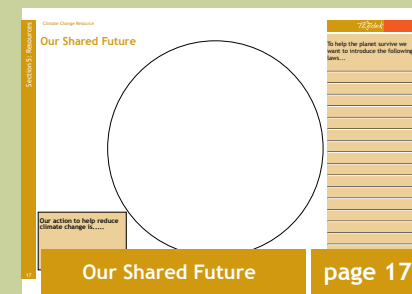 Climate Change Resource
Our Shared Future
Section 5: Resources
To help the planet survive we
want to introduce the following
laws...
Our action to help reduce
climate change is.....
17
Our Shared Future
page 17